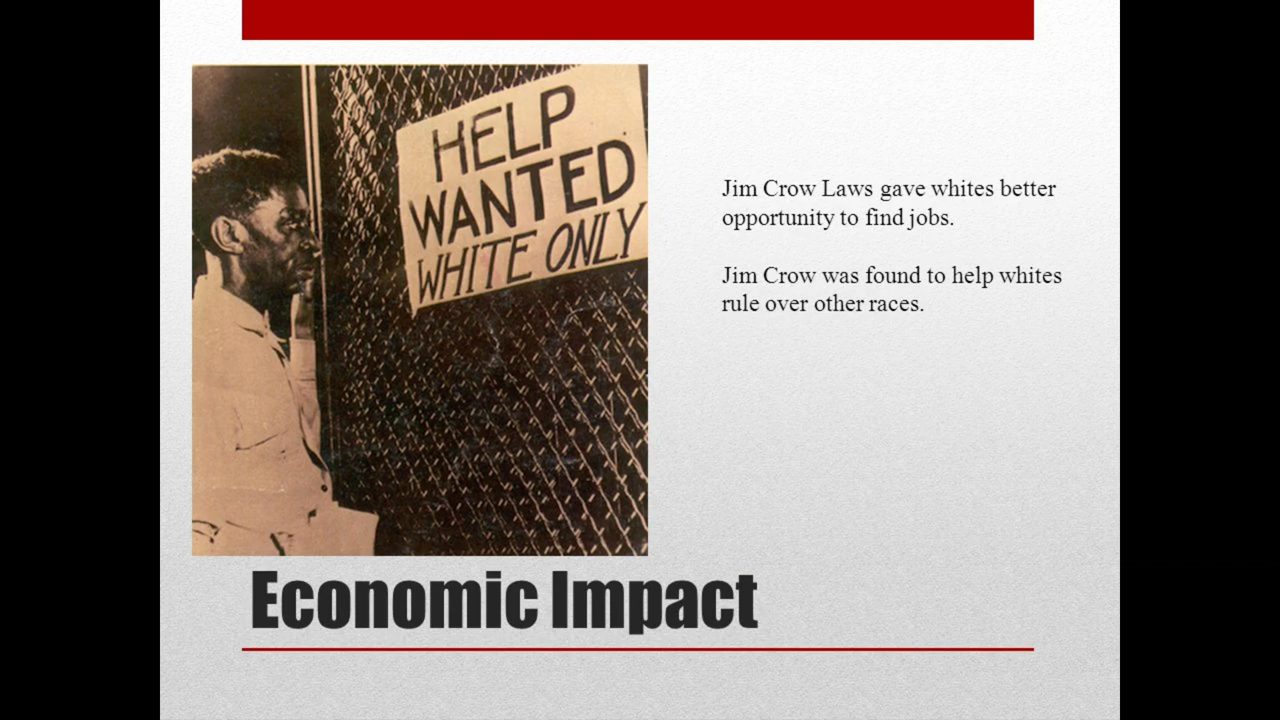 HELP
WANTED
WHITE ONLY
Jim Crow Laws gave whites better
opportunity to find jobs.
Jim Crow was found to help whites
rule over other races.
Economic Impact